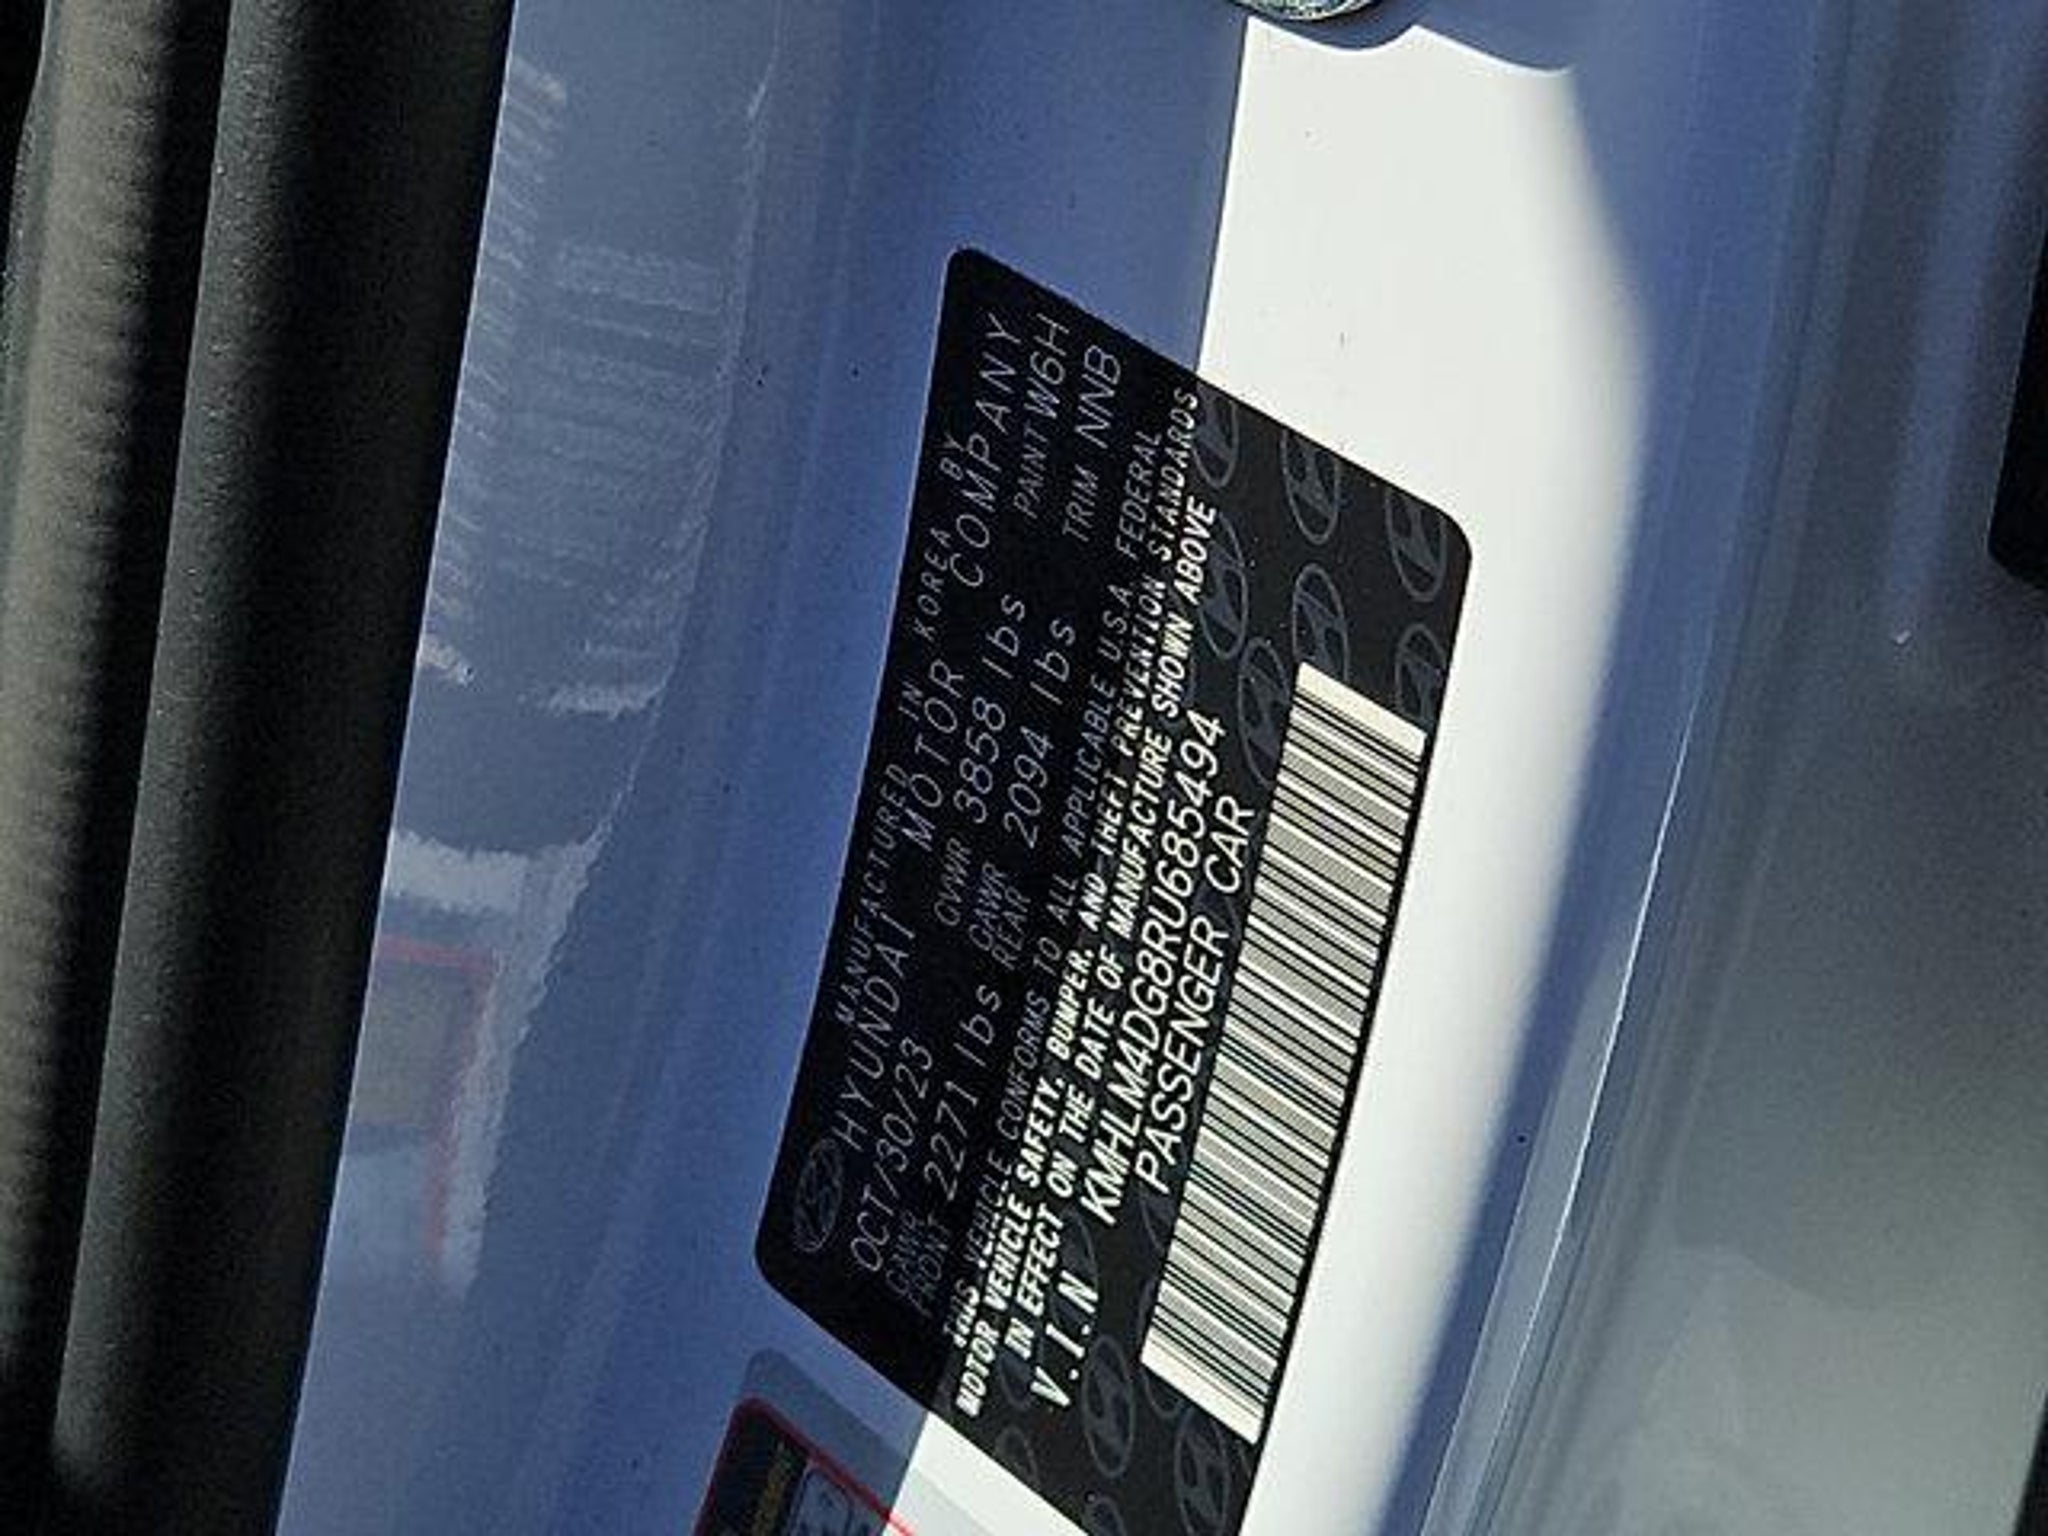 MANUFACTURED IN KOREA BY
HYUNDAI MOTOR COMPANY
OCT/30/23 GVWR 3858 lbs PAINT W6H
GAWR FRONT 2271 lbs GAWR REAR 2094 lbs TRIM NNB
THIS VEHICLE CONFORMS TO ALL APPLICABLE U.S.A FEDERAL
MOTOR VEHICLE SAFETY, BUMPER, AND THEFT PREVENTION STANDARDS
IN EFFECT ON THE DATE OF MANUFACTURE SHOWN ABOVE
V.I.N KMHLM4DG8RU685494
PASSENGER CAR